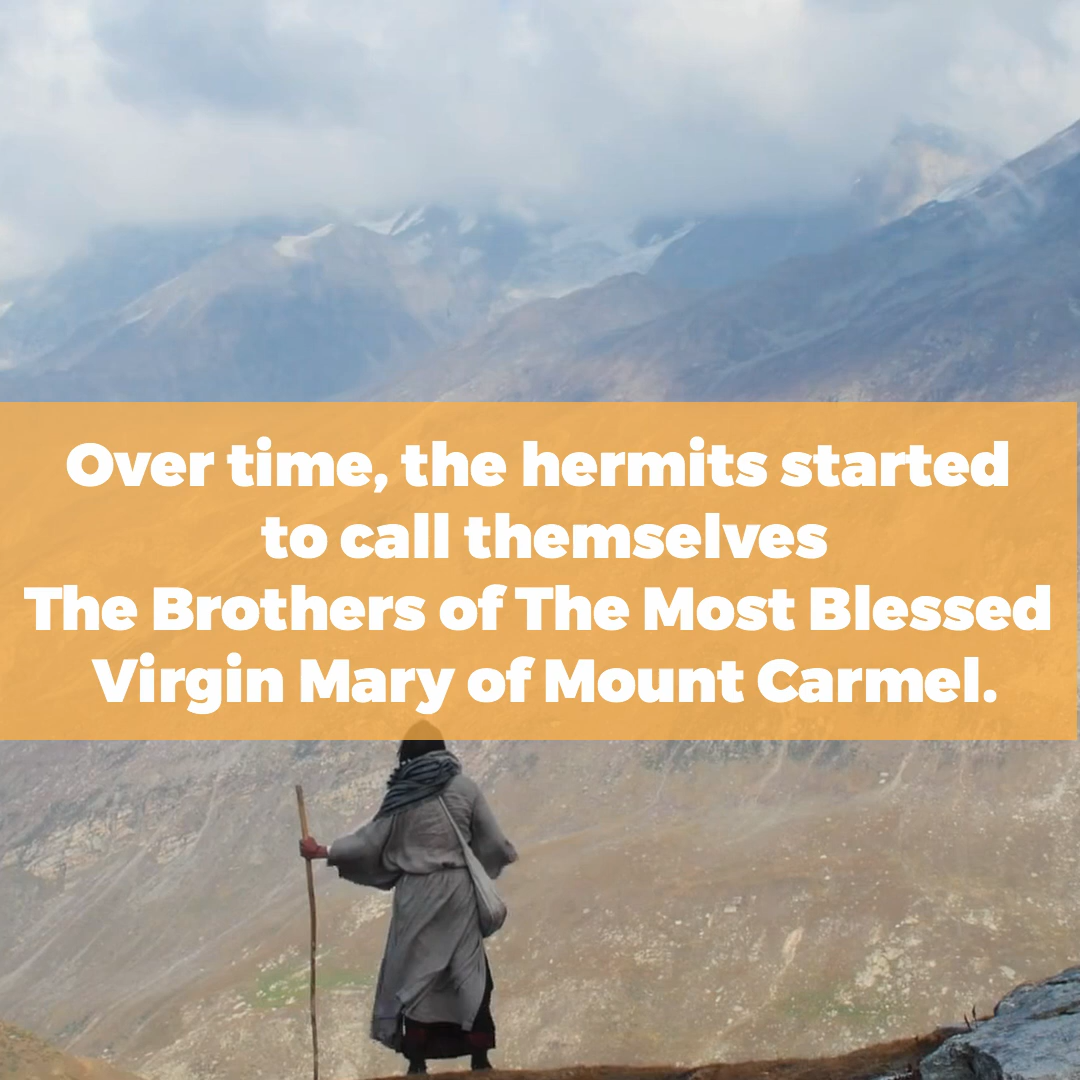 Over time, the hermits started
to call themselves
The Brothers of The Most Blessed
Virgin Mary of Mount Carmel.